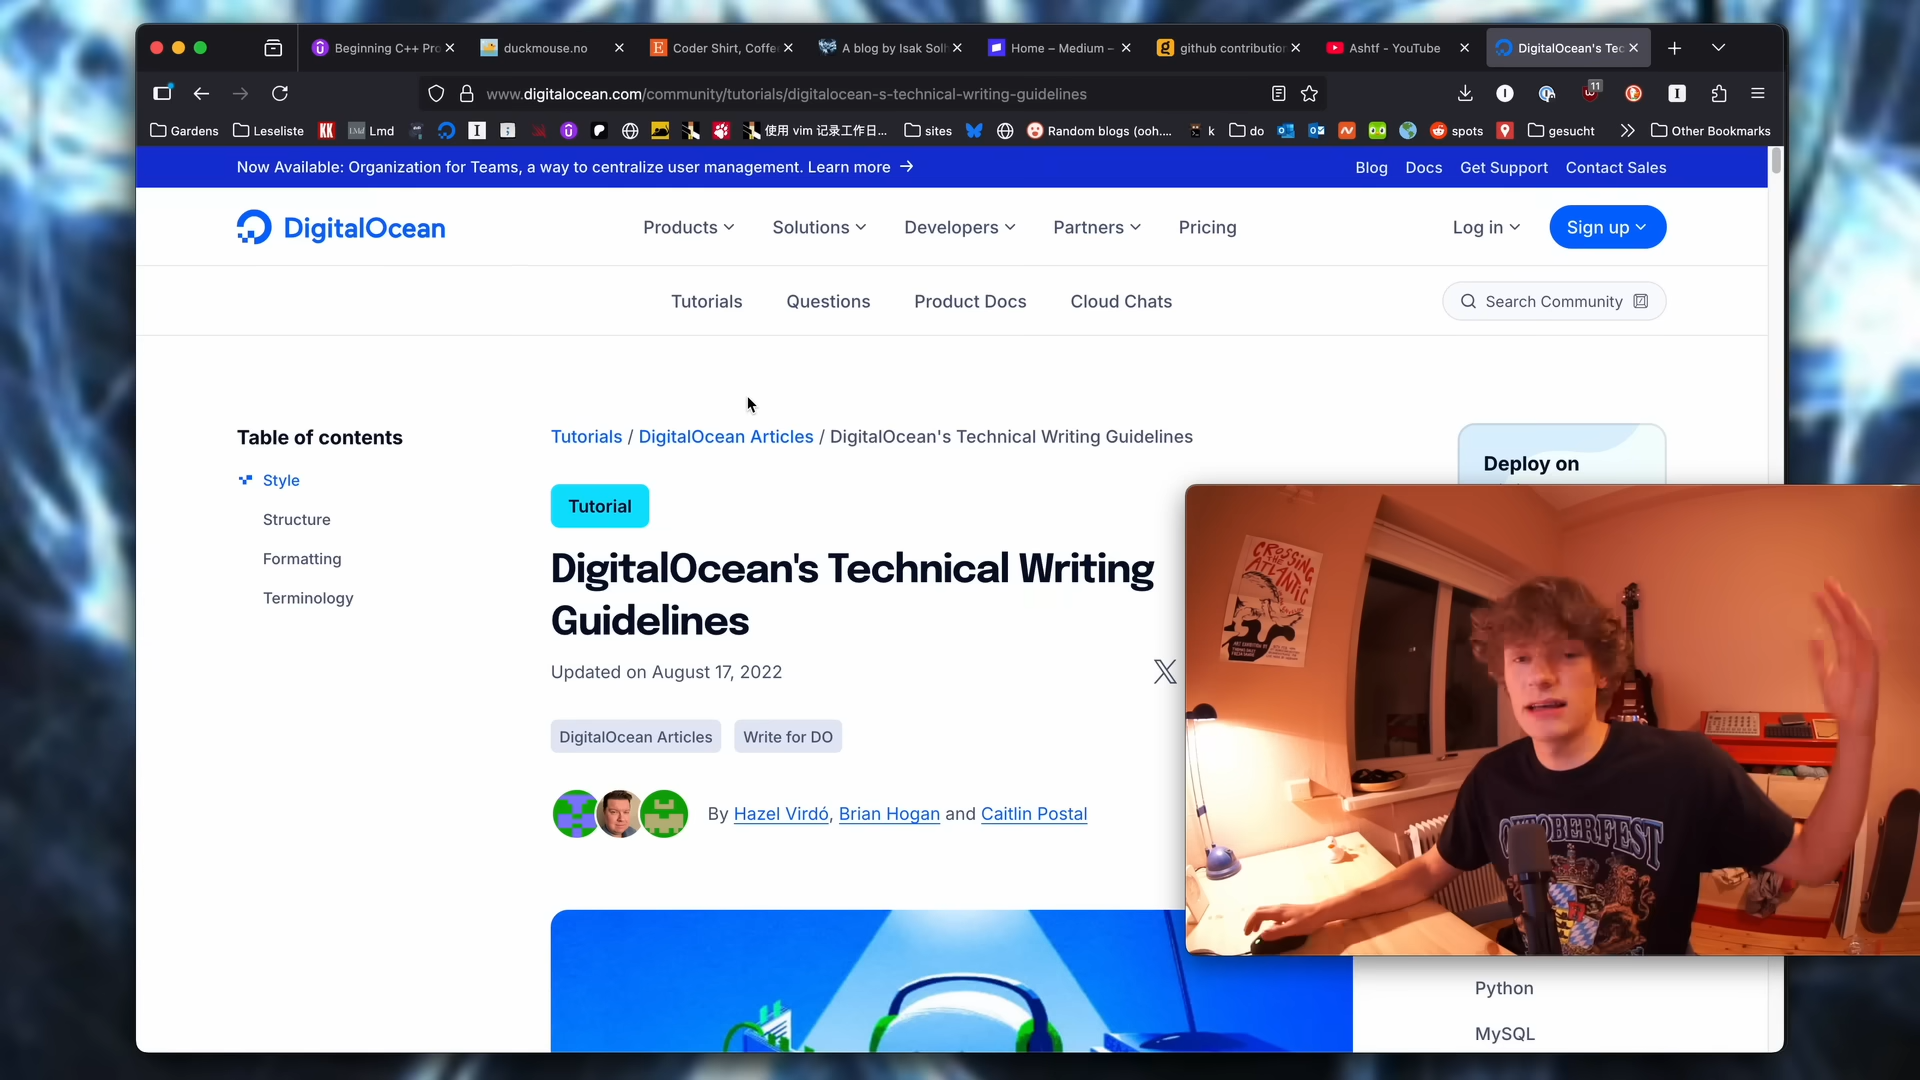 Beginning C++ Pro
duckmouse.no
Coder Shirt, Coffe
A blog by Isak Solh
Home – Medium –
github contribution
Ashtf - YouTube
DigitalOcean's Tec
www.digitalocean.com/community/tutorials/digitalocean-s-technical-writing-guidelines
11
Gardens
Leseliste
KK
Lmd
使用 vim 记录工作日...
sites
Random blogs (ooh....
k
do
spots
gesucht
Other Bookmarks
Now Available: Organization for Teams, a way to centralize user management. Learn more →
Blog
Docs
Get Support
Contact Sales
DigitalOcean
Products
Solutions
Developers
Partners
Pricing
Log in
Sign up
Tutorials
Questions
Product Docs
Cloud Chats
Search Community
Table of contents
Style
Structure
Formatting
Terminology
Tutorials / DigitalOcean Articles / DigitalOcean's Technical Writing Guidelines
Deploy on
Tutorial
DigitalOcean's Technical Writing
Guidelines
Updated on August 17, 2022
DigitalOcean Articles
Write for DO
By Hazel Virdó, Brian Hogan and Caitlin Postal
CROSSING
THE
ATLANTIC
OKTOBERFEST
Python
MySQL